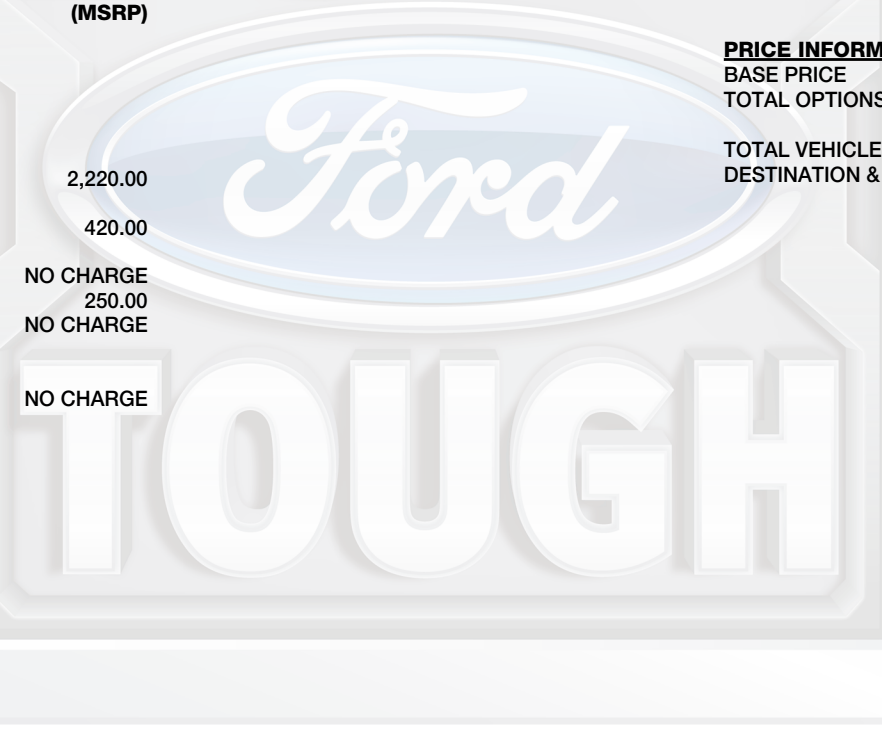 (MSRP)
2,220.00
420.00
NO CHARGE
250.00
NO CHARGE
NO CHARGE
PRICE INFORM
BASE PRICE
TOTAL OPTIONS
TOTAL VEHICLE
DESTINATION &
Ford
TOUGH